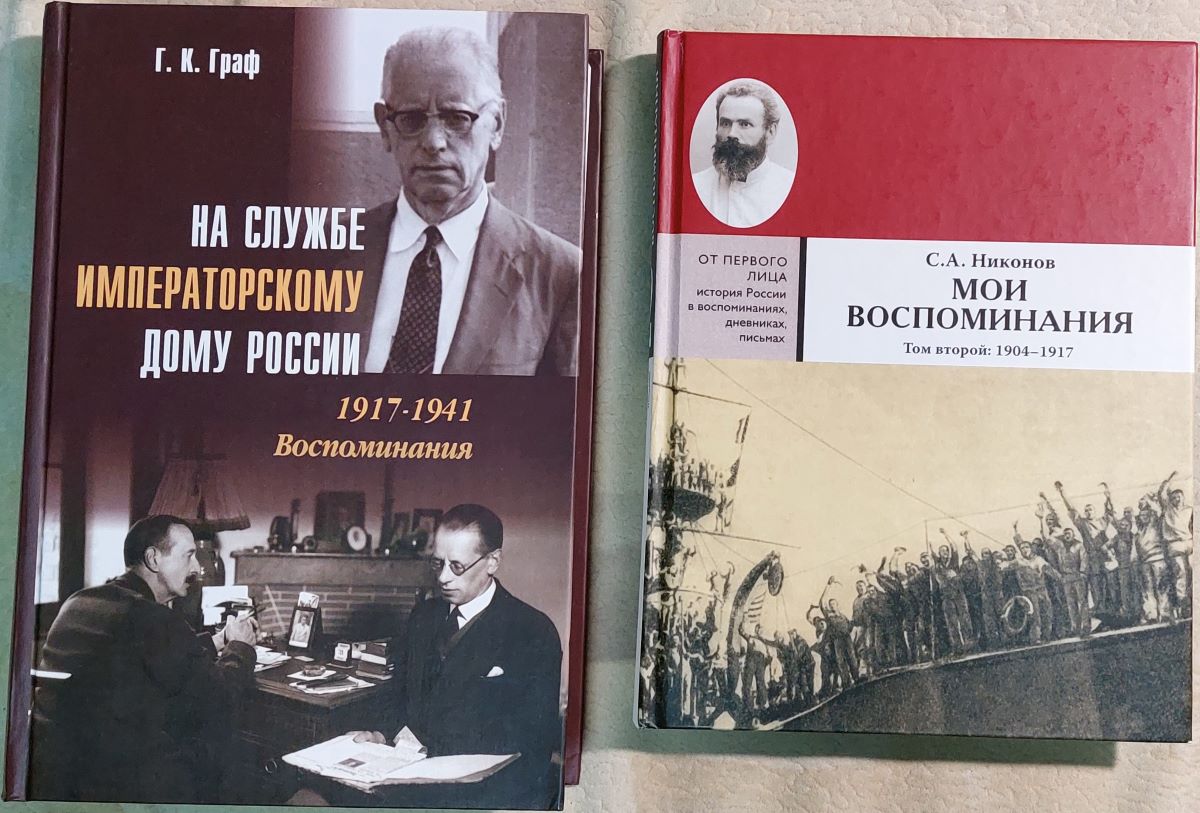 Г. К. Граф
НА СЛУЖБЕ
ИМПЕРАТОРСКОМУ
ДОМУ РОССИИ
1917-1941
Воспоминания
ОТ ПЕРВОГО
ЛИЦА
история России
в воспоминаниях,
дневниках,
письмах
С.А. Никонов
МОИ
ВОСПОМИНАНИЯ
Том второй: 1904–1917